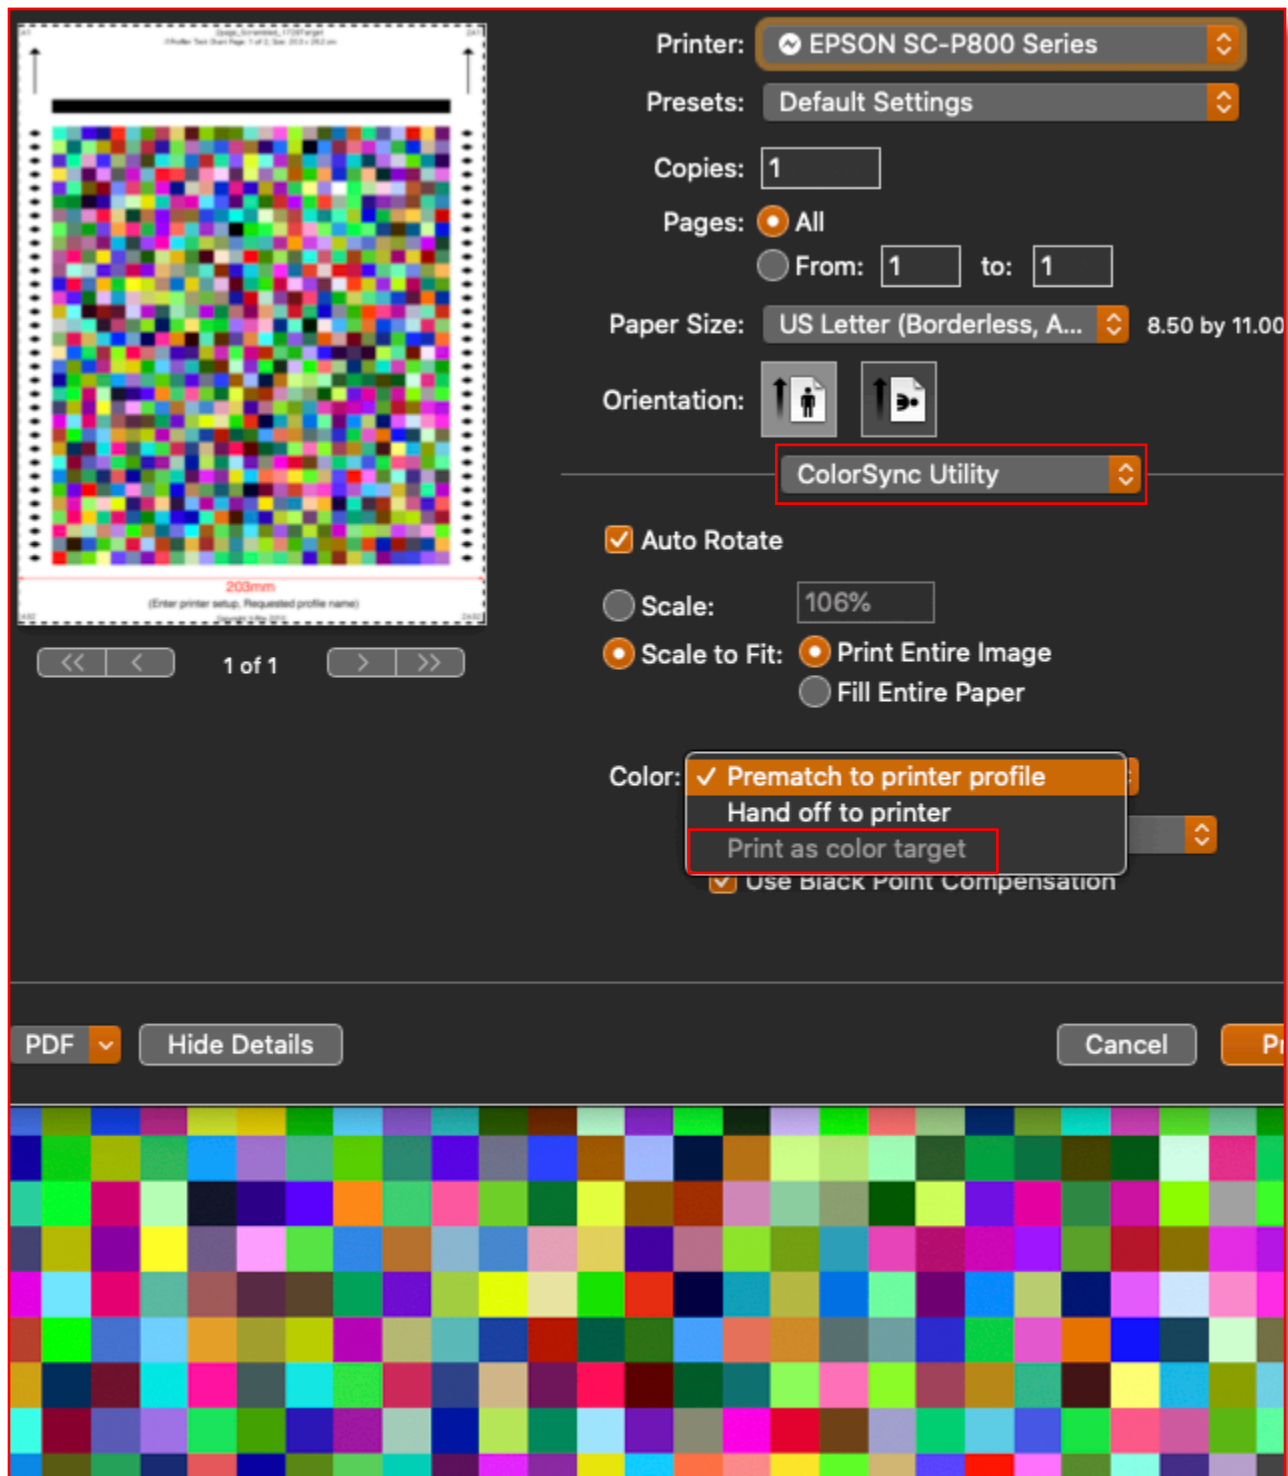 2page_Scrambled_1728Target
203mm
(Enter printer setup, Requested profile name)
1 of 1
Printer: EPSON SC-P800 Series
Presets: Default Settings
Copies: 1
Pages: All
From: 1 to: 1
Paper Size: US Letter (Borderless, A... 8.50 by 11.00
Orientation:
ColorSync Utility
Auto Rotate
Scale: 106%
Scale to Fit: Print Entire Image
Fill Entire Paper
Color: Prematch to printer profile
Hand off to printer
Print as color target
Use Black Point Compensation
PDF Hide Details Cancel